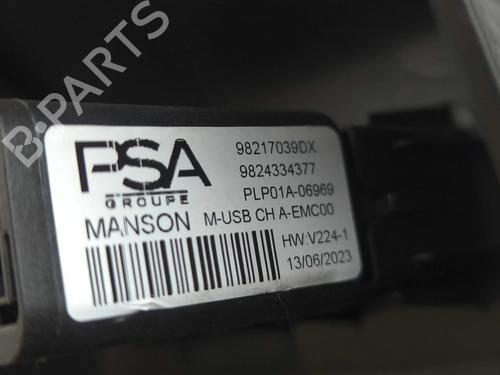 B-PARTS
PSA
GROUPE
98217039DX
9824334377
PLP01A-06969
MANSON M-USB CH A-EMC00
HW:V224-1
13/06/2023